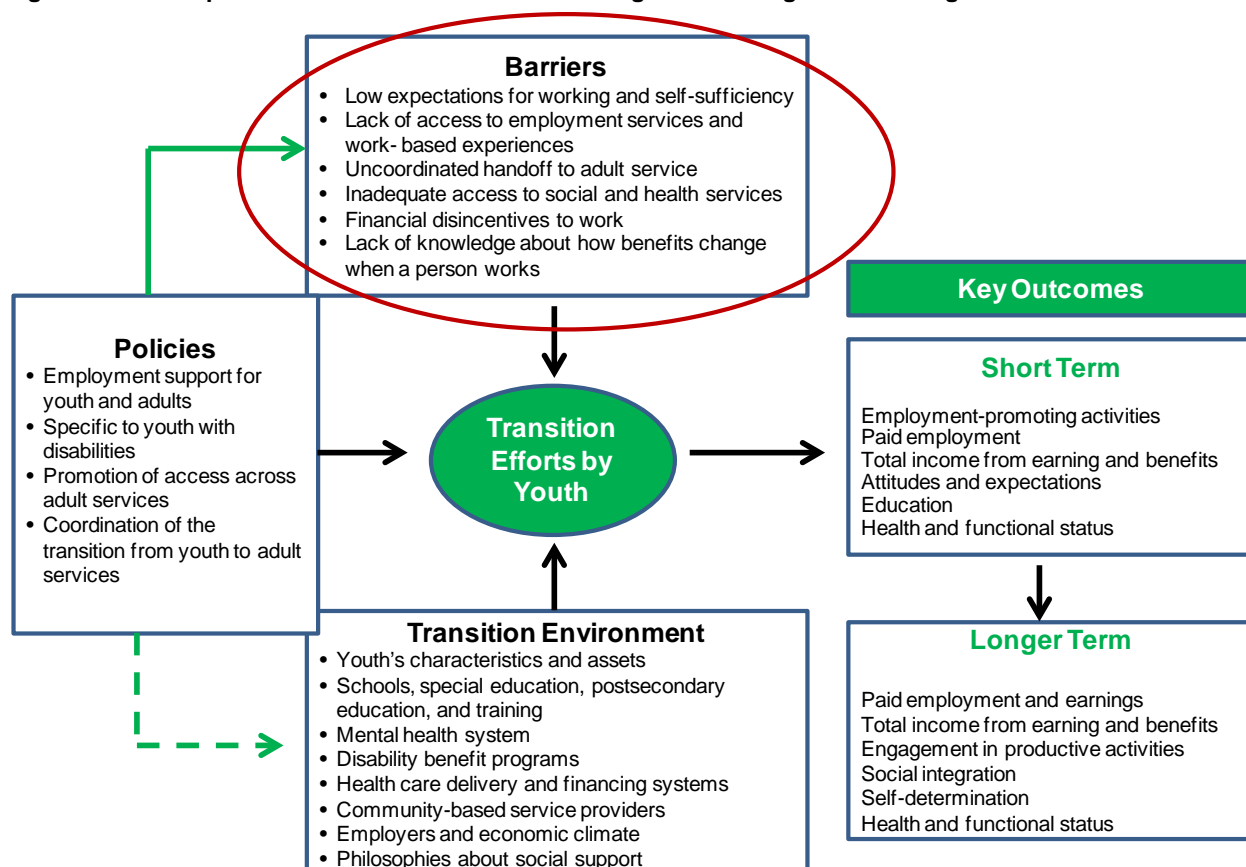 Barriers
• Low expectations for working and self-sufficiency
• Lack of access to employment services and
work- based experiences
• Uncoordinated handoff to adult service
• Inadequate access to social and health services
• Financial disincentives to work
• Lack of knowledge about how benefits change
when a person works
Policies
• Employment support for
youth and adults
• Specific to youth with
disabilities
• Promotion of access across
adult services
• Coordination of the
transition from youth to adult
services
Transition
Efforts by
Youth
Transition Environment
• Youth's characteristics and assets
• Schools, special education, postsecondary
education, and training
• Mental health system
• Disability benefit programs
• Health care delivery and financing systems
• Community-based service providers
• Employers and economic climate
• Philosophies about social support
Key Outcomes
Short Term
Employment-promoting activities
Paid employment
Total income from earning and benefits
Attitudes and expectations
Education
Health and functional status
Longer Term
Paid employment and earnings
Total income from earning and benefits
Engagement in productive activities
Social integration
Self-determination
Health and functional status